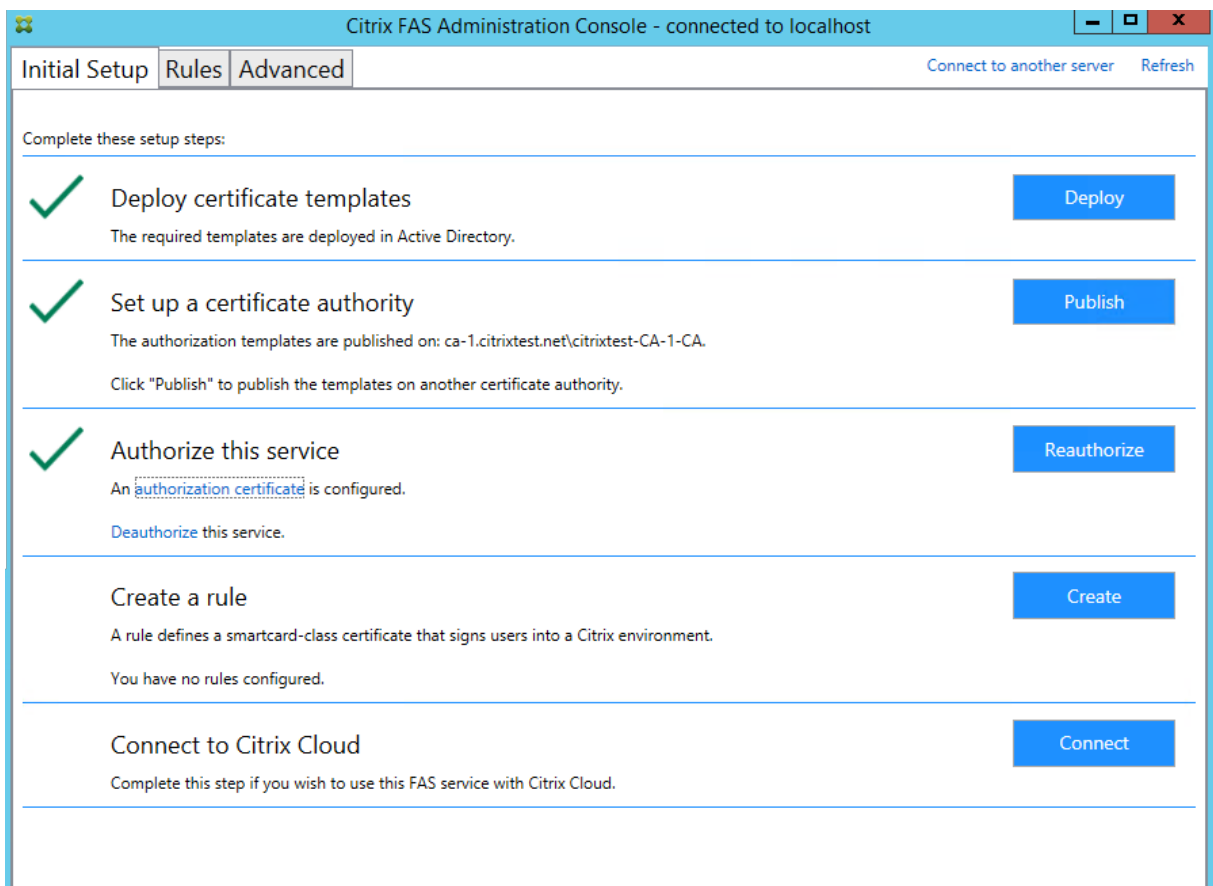 Citrix FAS Administration Console - connected to localhost
Initial Setup Rules Advanced Connect to another server Refresh
Complete these setup steps:
Deploy certificate templates
Deploy
The required templates are deployed in Active Directory.
Set up a certificate authority
Publish
The authorization templates are published on: ca-1.citrixtest.net\citrixtest-CA-1-CA.
Click "Publish" to publish the templates on another certificate authority.
Authorize this service
Reauthorize
An authorization certificate is configured.
Deauthorize this service.
Create a rule
Create
A rule defines a smartcard-class certificate that signs users into a Citrix environment.
You have no rules configured.
Connect to Citrix Cloud
Connect
Complete this step if you wish to use this FAS service with Citrix Cloud.